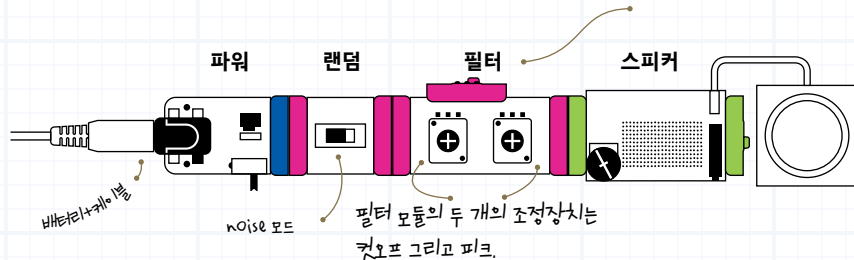 파워
랜덤
필터
스피커
배터리+케이블
noise 모드
필터 모듈의 두 개의 조정장치는
컷오프 그리고 피크.